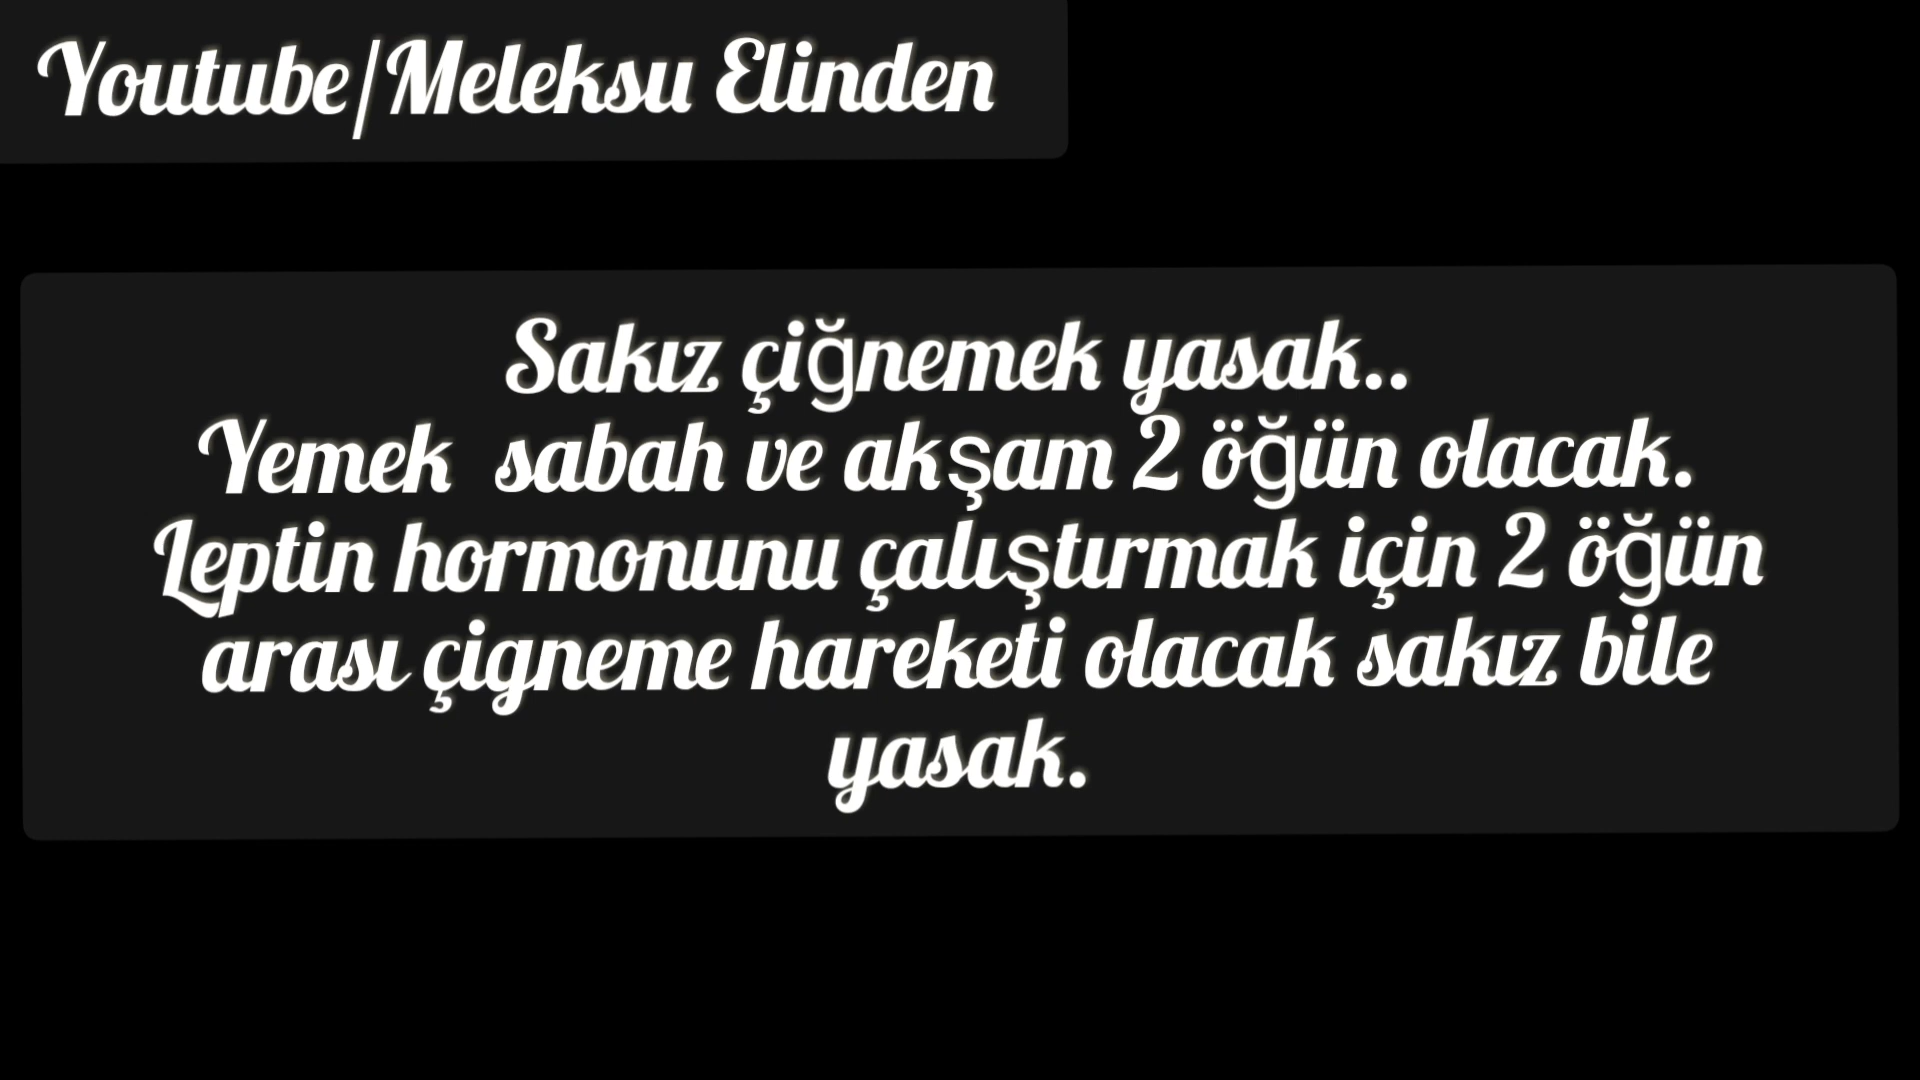 Youtube/Meleksu Elinden
Sakız çiğnemek yasak..
Yemek sabah ve akşam 2 öğün olacak.
Leptin hormonunu çalıştırmak için 2 öğün
arası çigneme hareketi olacak sakız bile
yasak.